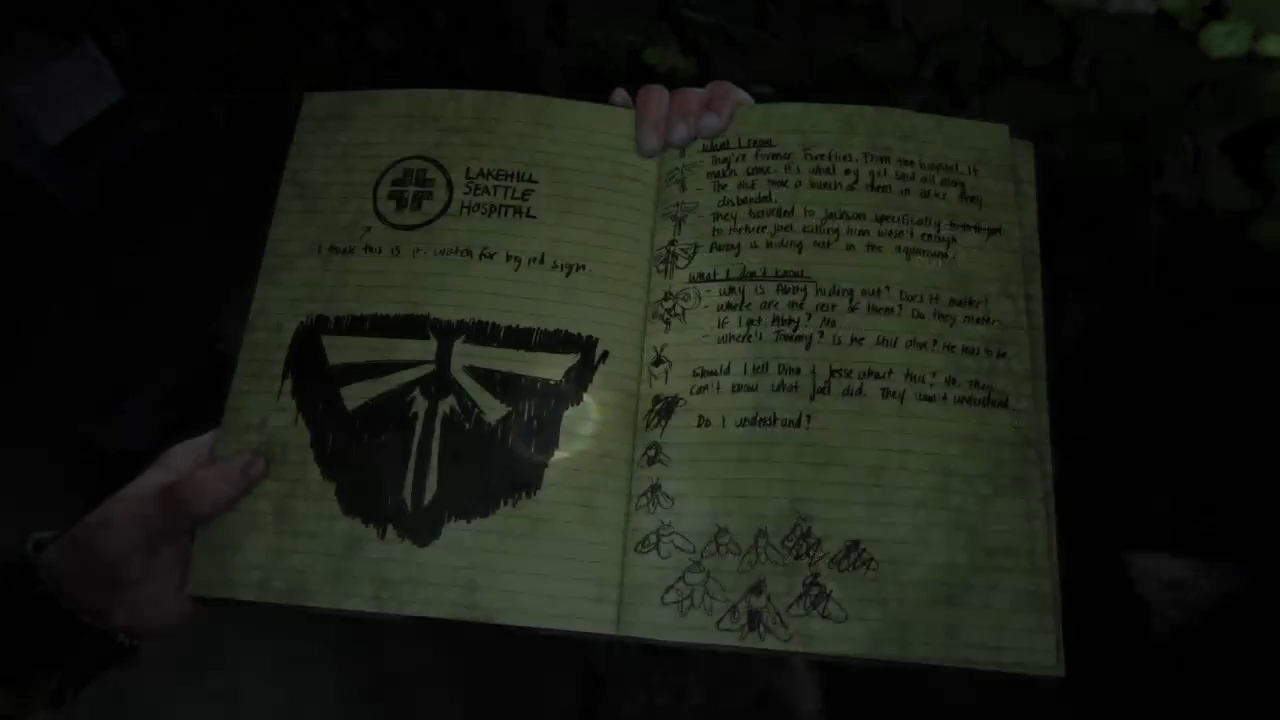 LAKEHILL
SEATTLE
HOSPITAL
I think this is it. watch for big red sign.
What I know
- They're former Fireflies. From the hospital. It
makes sense. It's what my gut said all along
- The WLF took a bunch of them in after they
disbanded.
- They travelled to Jackson specifically
to torture Joel. Killing him wasn't enough
- Abby is hiding out in the aquarium.
What I don't know
- Why is Abby hiding out? Does it matter?
- Where are the rest of them? Do they matter
if I get Abby? No.
- Where's Tommy? Is he still alive? He has to be
Should I tell Dina & Jesse about this? No. They
can't know what Joel did. They won't understand
Do I understand?